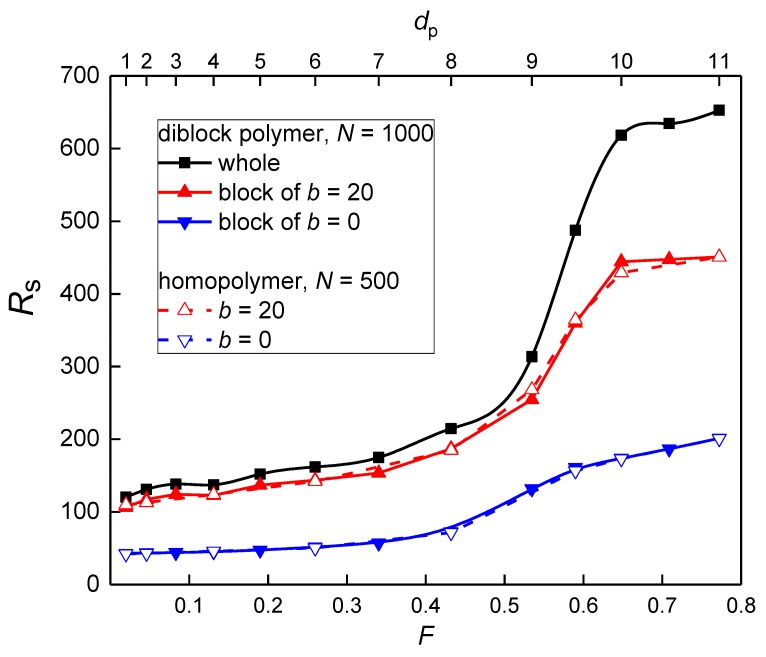 dp
1 2 3 4 5 6 7 8 9 10 11
700
600
500
400
300
200
100
0
Rs
diblock polymer, N = 1000
whole
block of b = 20
block of b = 0
homopolymer, N = 500
b = 20
b = 0
0.1 0.2 0.3 0.4 0.5 0.6 0.7 0.8
F